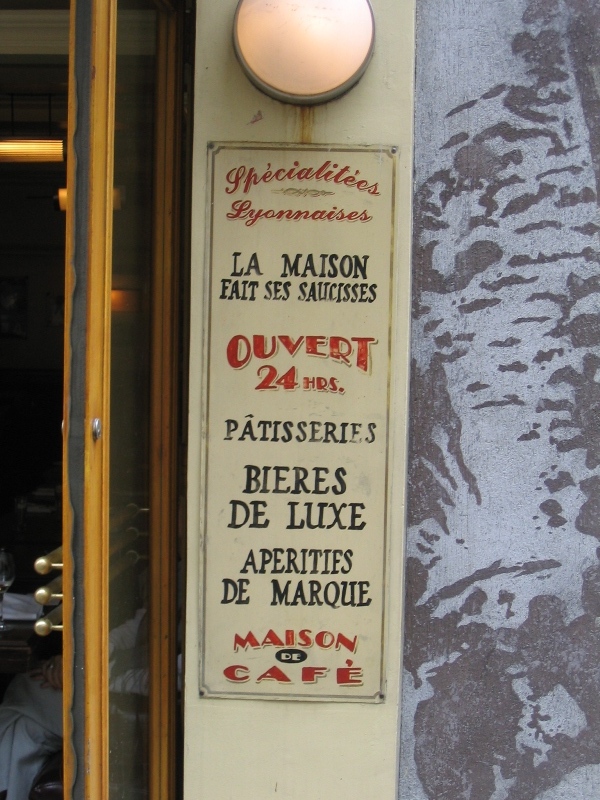 Spécialitées
Lyonnaises
LA MAISON
FAIT SES SAUCISSES
OUVERT
24 HRS.
PÂTISSERIES
BIERES
DE LUXE
APERITIFS
DE MARQUE
MAISON
DE
CAFÉ